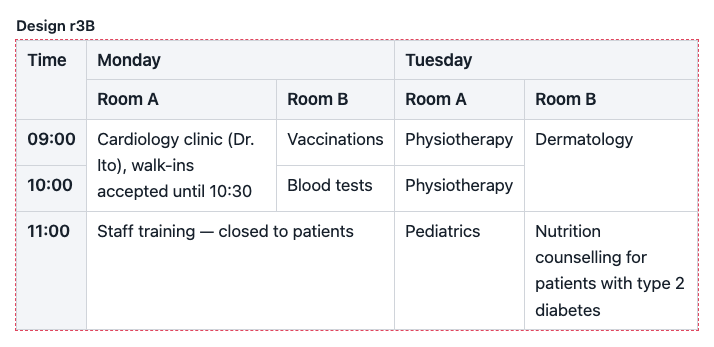 Design r3B
Time
Monday
Tuesday
Room A
Room B
Room A
Room B
09:00
Cardiology clinic (Dr.
Ito), walk-ins
accepted until 10:30
Vaccinations
Physiotherapy
Dermatology
10:00
Blood tests
Physiotherapy
11:00
Staff training — closed to patients
Pediatrics
Nutrition
counselling for
patients with type 2
diabetes